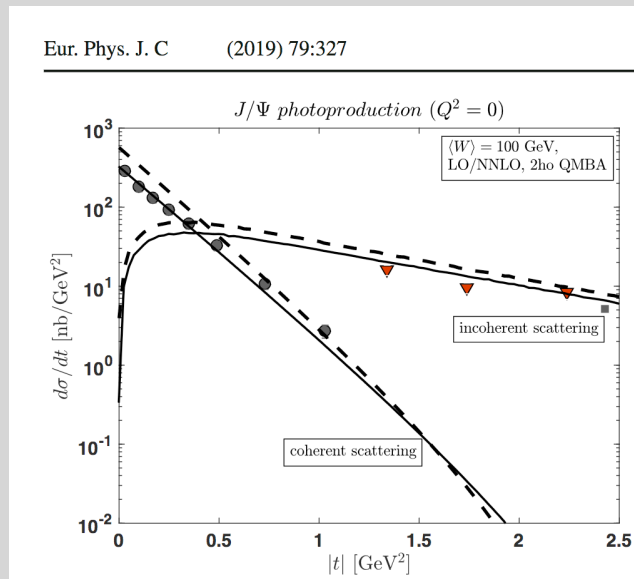 Eur. Phys. J. C (2019) 79:327
J/Ψ photoproduction (Q² = 0)
⟨W⟩ = 100 GeV,
LO/NNLO, 2ho QMBA
10³
10²
10¹
10⁰
10⁻¹
10⁻²
dσ/dt [nb/GeV²]
incoherent scattering
coherent scattering
0 0.5 1 1.5 2 2.5
|t| [GeV²]